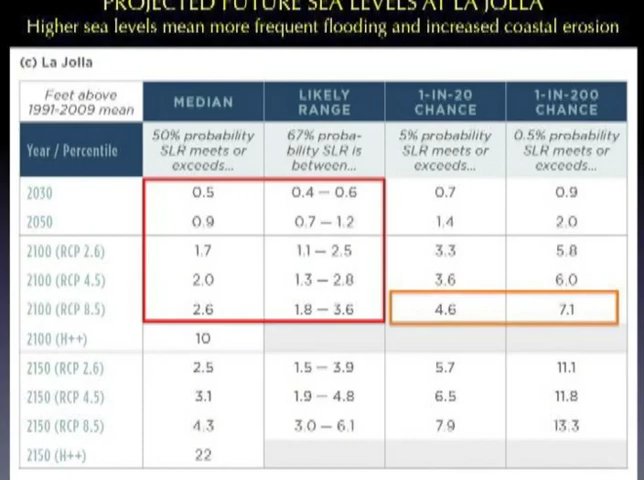 PROJECTED FUTURE SEA LEVELS AT LA JOLLA
Higher sea levels mean more frequent flooding and increased coastal erosion
(c) La Jolla
Feet above 1991-2009 mean | MEDIAN | LIKELY RANGE | 1-IN-20 CHANCE | 1-IN-200 CHANCE
Year / Percentile | 50% probability SLR meets or exceeds... | 67% proba-bility SLR is between... | 5% probability SLR meets or exceeds... | 0.5% probability SLR meets or exceeds...
2030 | 0.5 | 0.4 – 0.6 | 0.7 | 0.9
2050 | 0.9 | 0.7 – 1.2 | 1.4 | 2.0
2100 (RCP 2.6) | 1.7 | 1.1 – 2.5 | 3.3 | 5.8
2100 (RCP 4.5) | 2.0 | 1.3 – 2.8 | 3.6 | 6.0
2100 (RCP 8.5) | 2.6 | 1.8 – 3.6 | 4.6 | 7.1
2100 (H++) | 10
2150 (RCP 2.6) | 2.5 | 1.5 – 3.9 | 5.7 | 11.1
2150 (RCP 4.5) | 3.1 | 1.9 – 4.8 | 6.5 | 11.8
2150 (RCP 8.5) | 4.3 | 3.0 – 6.1 | 7.9 | 13.3
2150 (H++) | 22